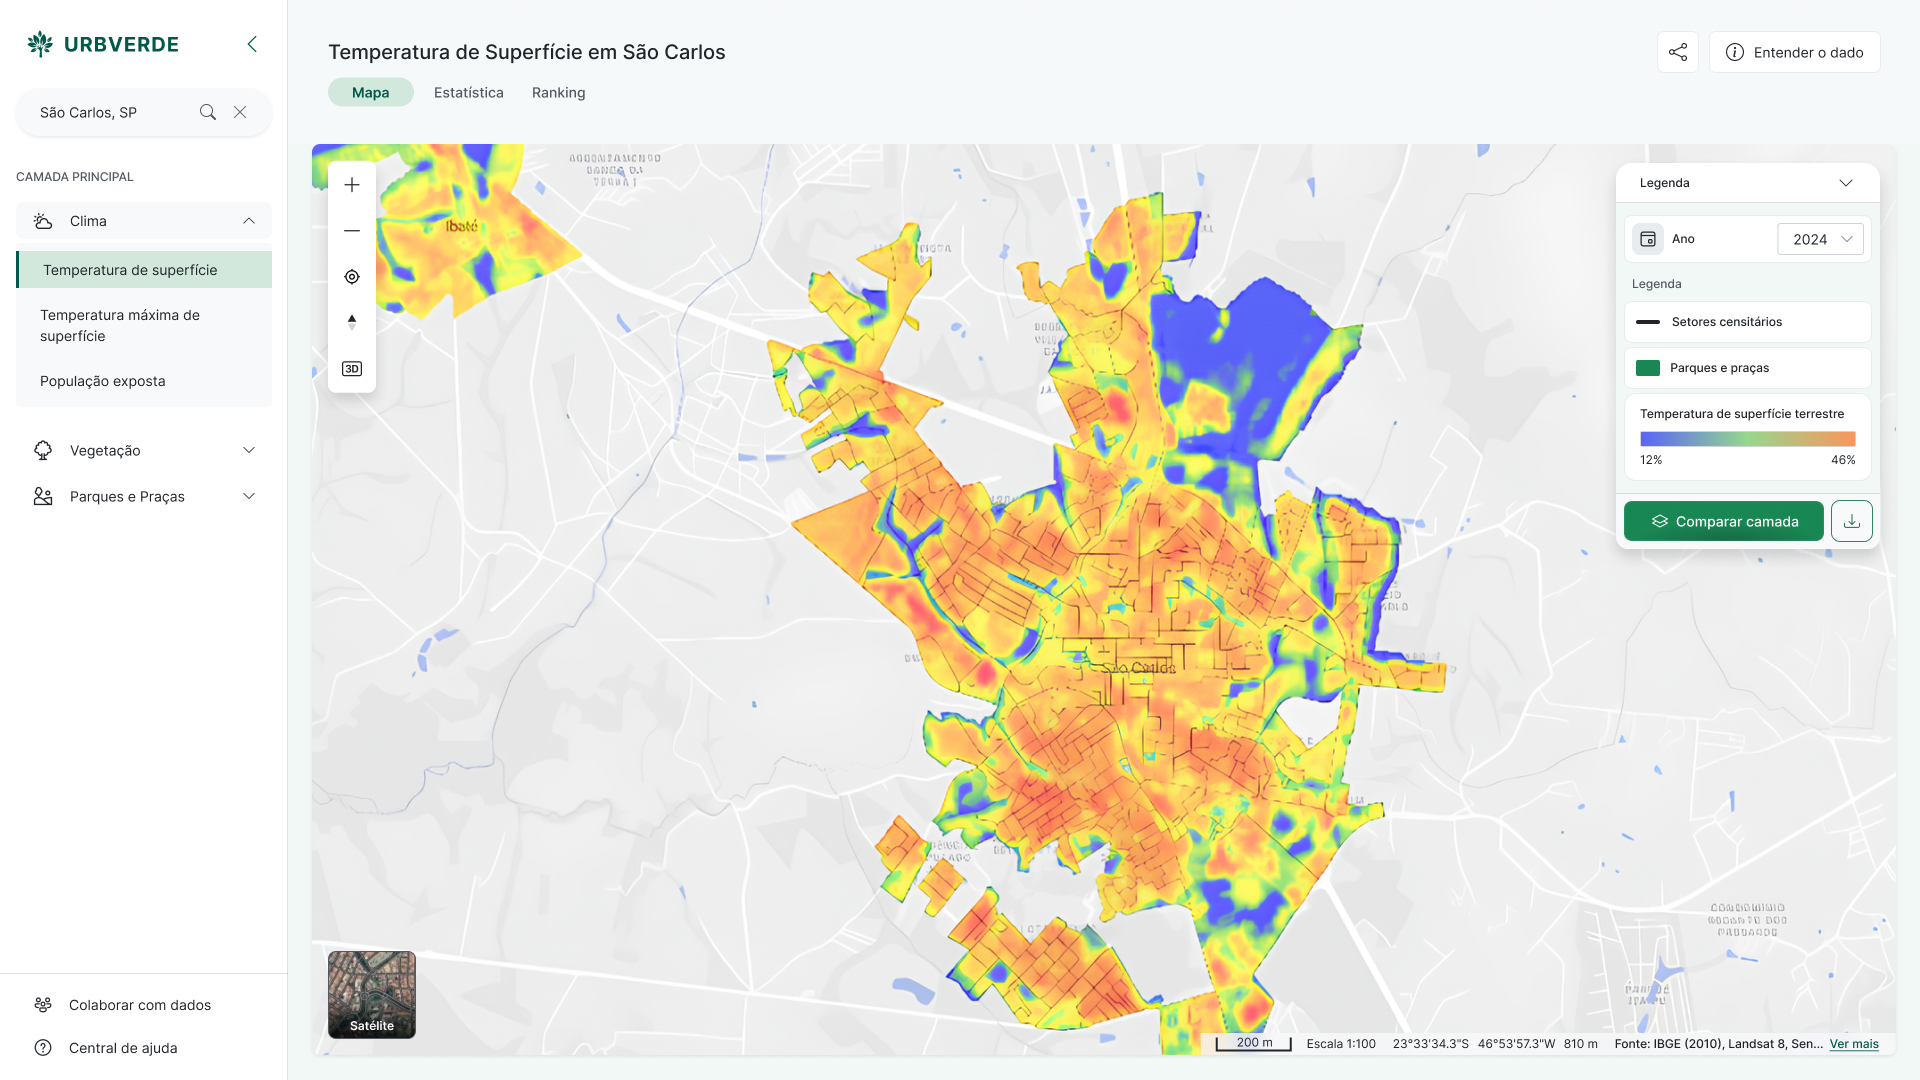 URBVERDE
São Carlos, SP
CAMADA PRINCIPAL
Clima
Temperatura de superfície
Temperatura máxima de
superfície
População exposta
Vegetação
Parques e Praças
Colaborar com dados
Central de ajuda
Temperatura de Superfície em São Carlos
Mapa
Estatística
Ranking
Entender o dado
3D
Ibaté
São Carlos
Satélite
Legenda
Ano
2024
Legenda
Setores censitários
Parques e praças
Temperatura de superfície terrestre
12%
46%
Comparar camada
200 m
Escala 1:100
23°33'34.3"S 46°53'57.3"W 810 m
Fonte: IBGE (2010), Landsat 8, Sen...
Ver mais